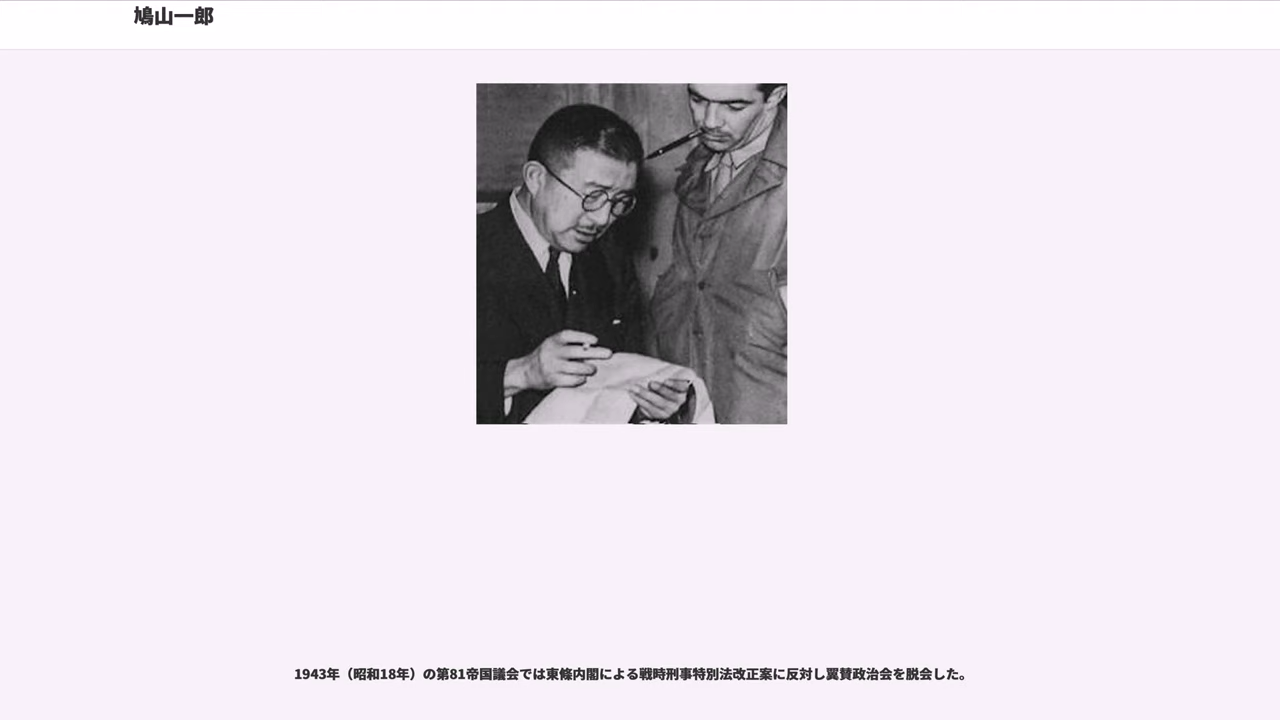 鳩山一郎
1943年（昭和18年）の第81帝国議会では東條内閣による戦時刑事特別法改正案に反対し翼賛政治会を脱会した。